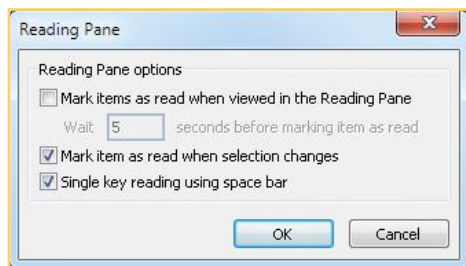 Reading Pane
Reading Pane options
Mark items as read when viewed in the Reading Pane
Wait 5 seconds before marking item as read
Mark item as read when selection changes
Single key reading using space bar
OK Cancel